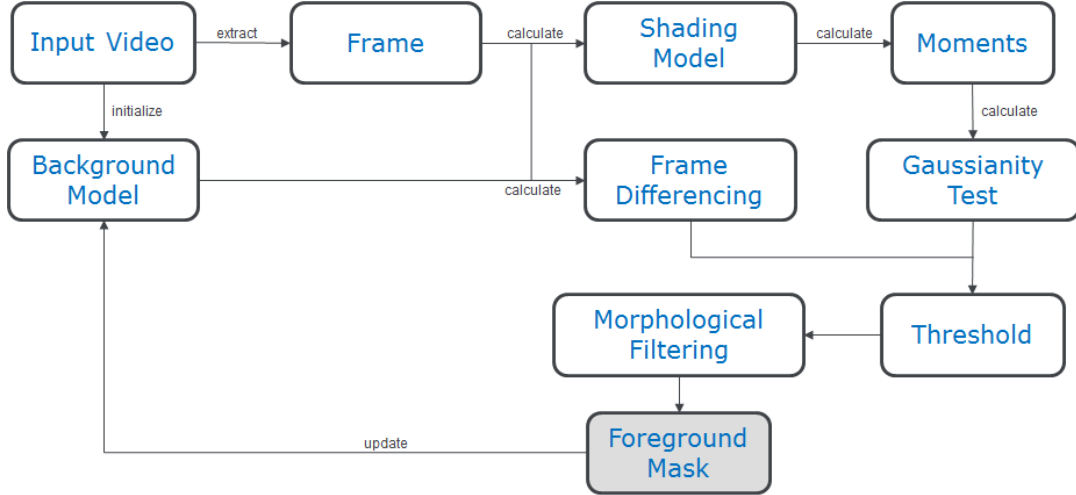 Input Video
extract
Frame
calculate
Shading
Model
calculate
Moments
initialize
calculate
Background
Model
calculate
Frame
Differencing
Gaussianity
Test
Morphological
Filtering
Threshold
Foreground
Mask
update